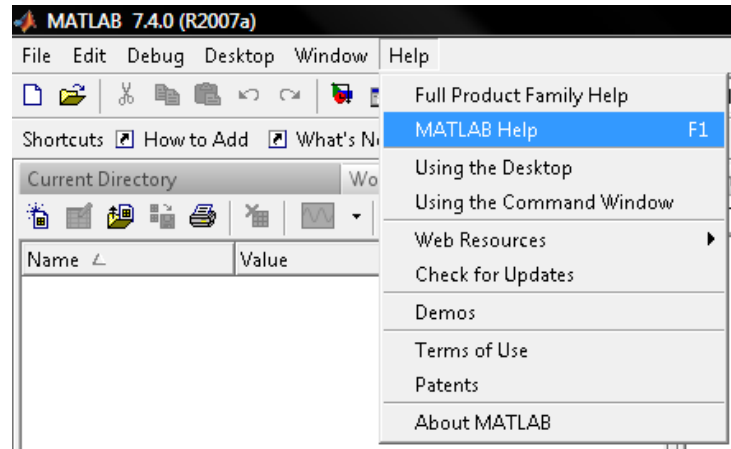 MATLAB 7.4.0 (R2007a)
File Edit Debug Desktop Window Help
Shortcuts How to Add What's
Current Directory
Name Value
Full Product Family Help
MATLAB Help F1
Using the Desktop
Using the Command Window
Web Resources
Check for Updates
Demos
Terms of Use
Patents
About MATLAB